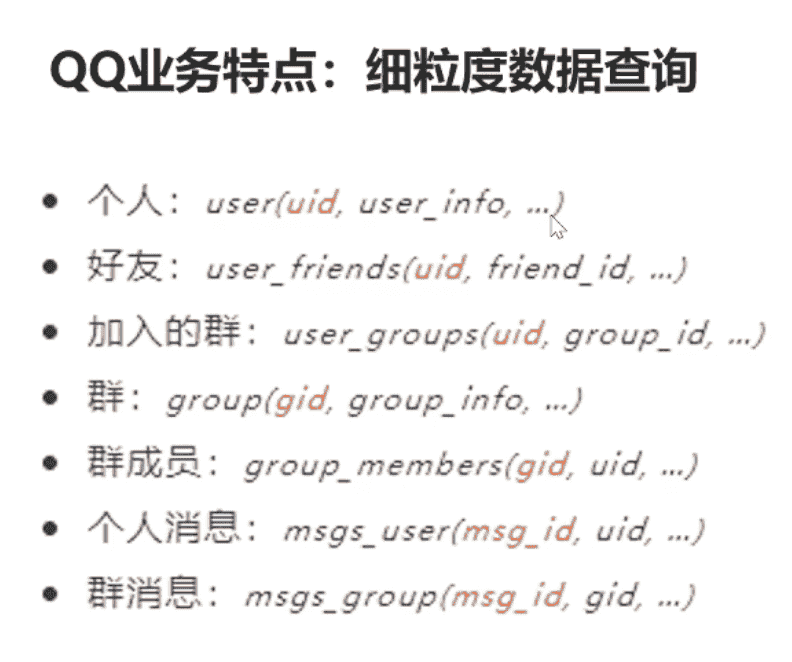 QQ业务特点：细粒度数据查询
• 个人：user(uid, user_info, ...)
• 好友：user_friends(uid, friend_id, ...)
• 加入的群：user_groups(uid, group_id, ...)
• 群：group(gid, group_info, ...)
• 群成员：group_members(gid, uid, ...)
• 个人消息：msgs_user(msg_id, uid, ...)
• 群消息：msgs_group(msg_id, gid, ...)